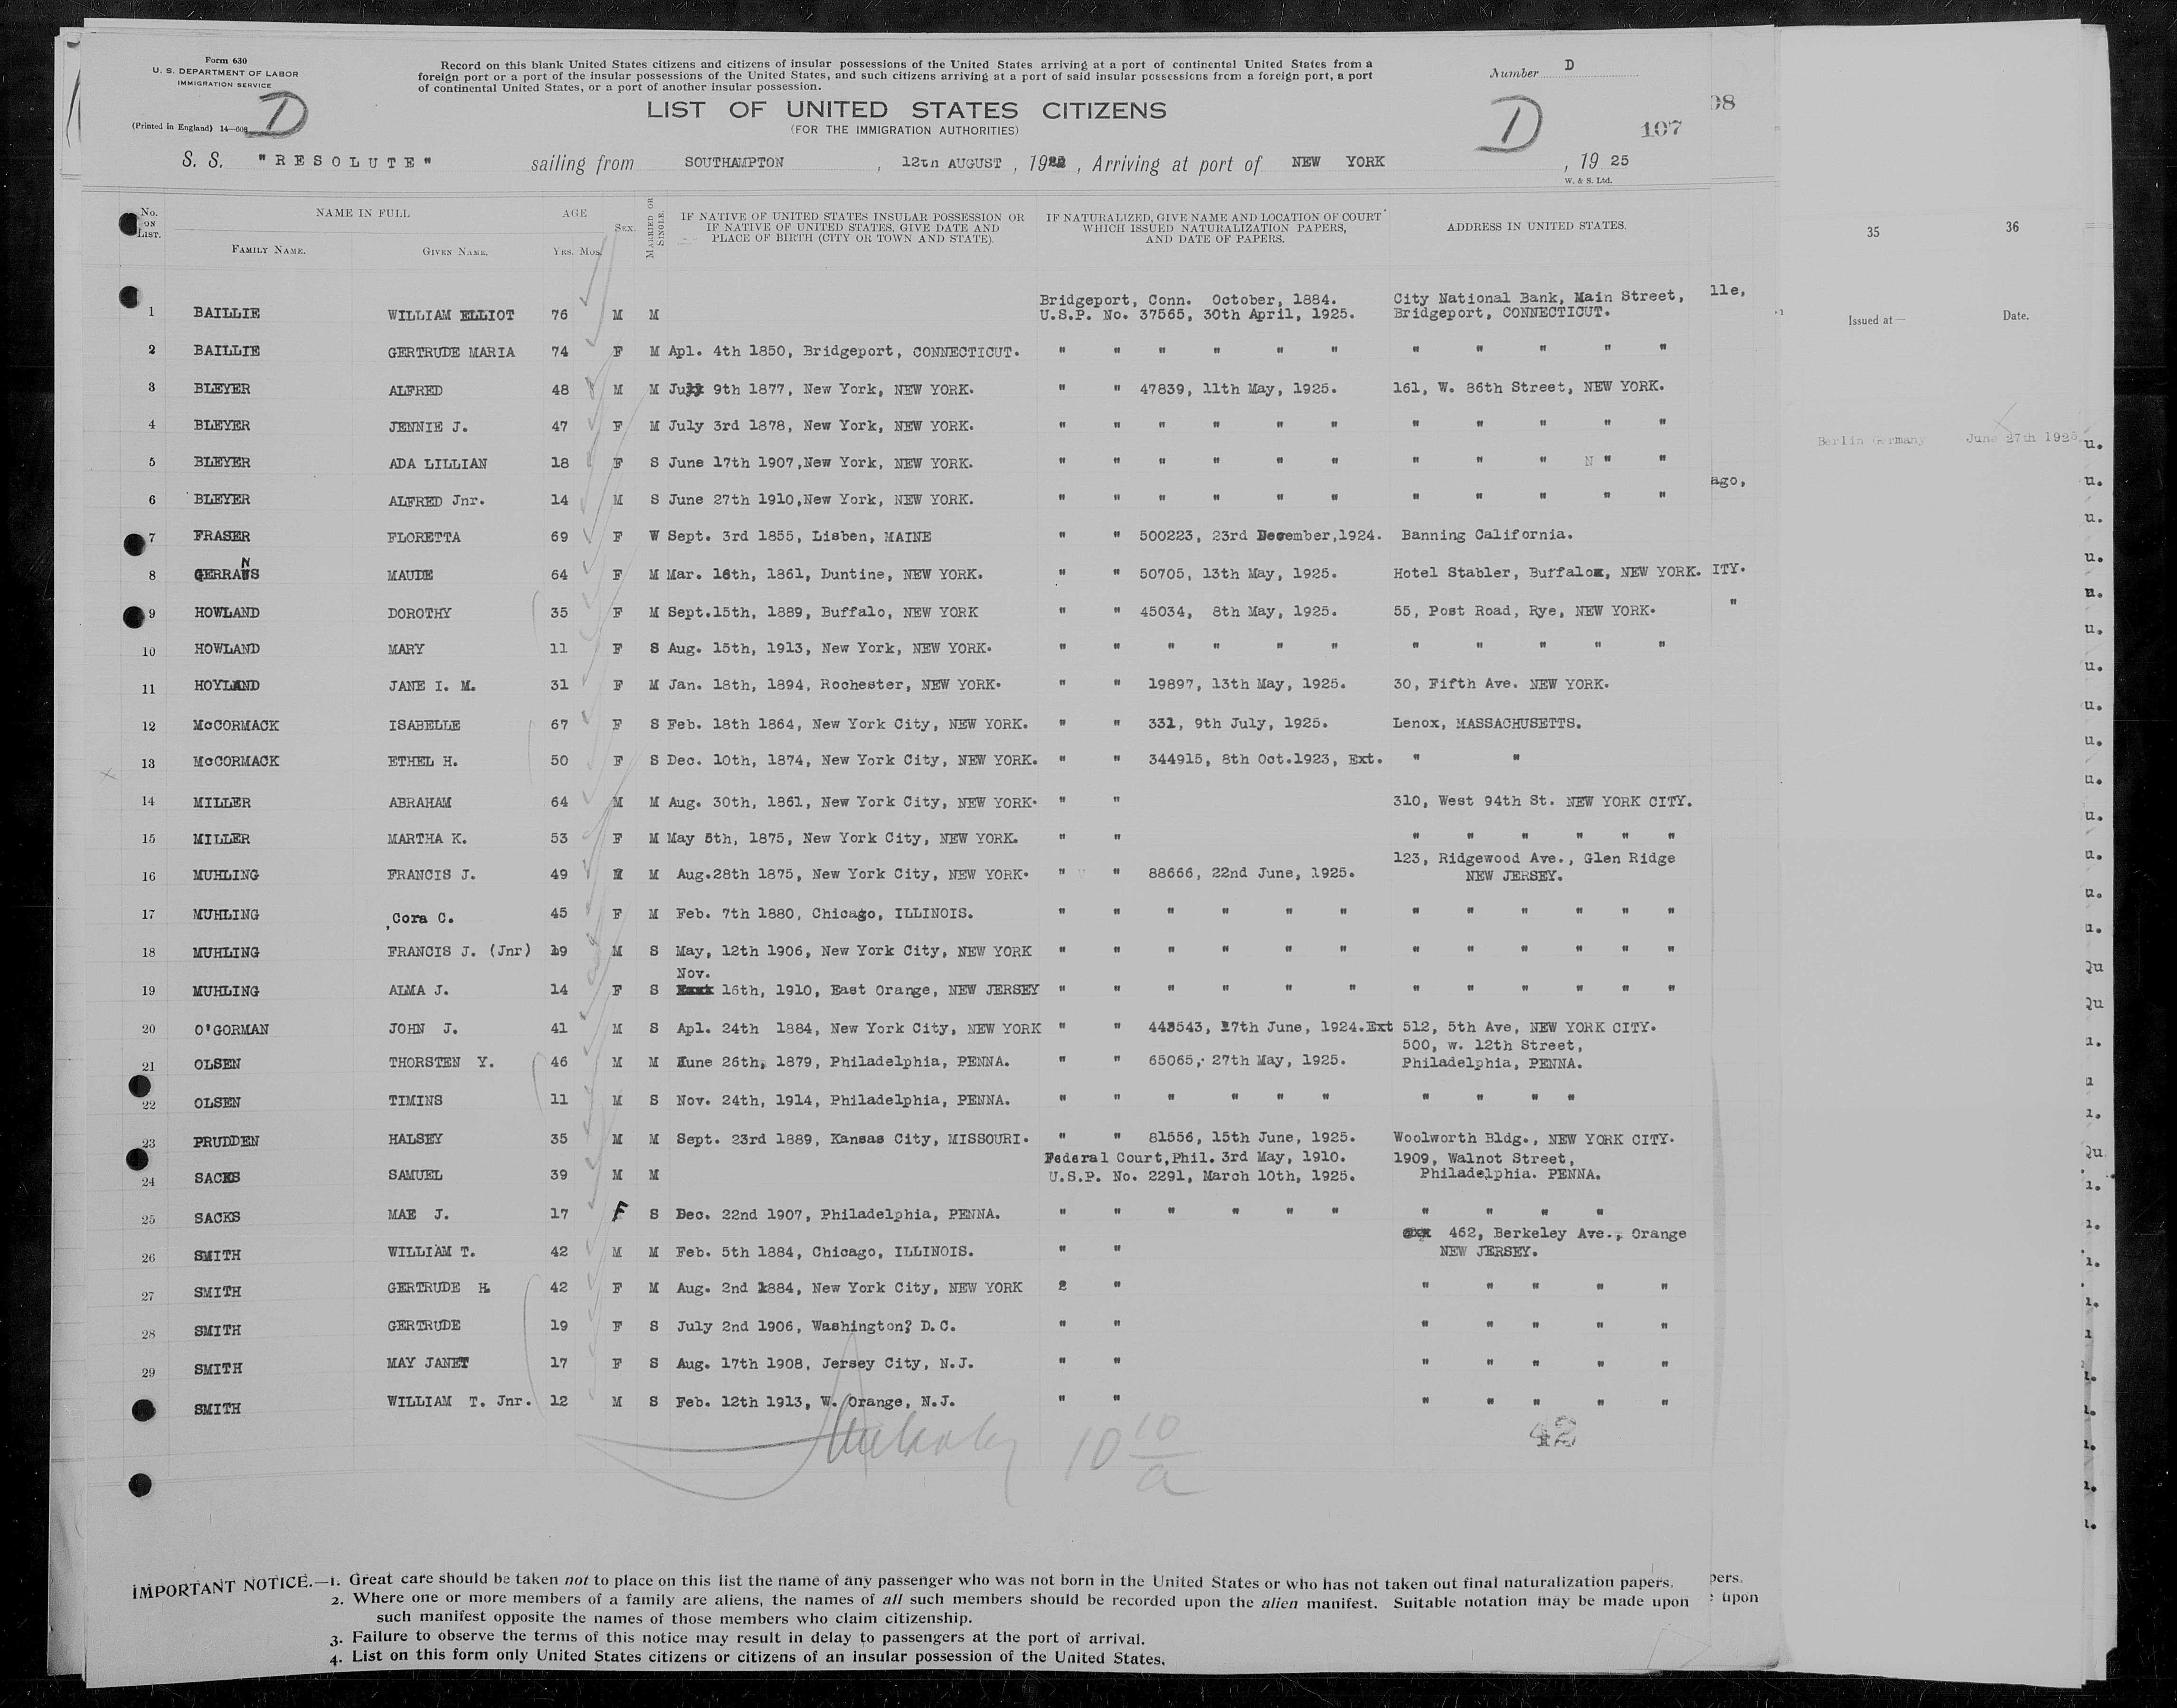 Form 630
U. S. DEPARTMENT OF LABOR
IMMIGRATION SERVICE
(Printed in England) 14—608
D
Record on this blank United States citizens and citizens of insular possessions of the United States arriving at a port of continental United States from a
foreign port or a port of the insular possessions of the United States, and such citizens arriving at a port of said insular possessions from a foreign port, a port
of continental United States, or a port of another insular possession.
LIST OF UNITED STATES CITIZENS
(FOR THE IMMIGRATION AUTHORITIES)
Number D
D
107
98
S. S. "RESOLUTE" sailing from SOUTHAMPTON, 12th AUGUST, 19, Arriving at port of NEW YORK, 19 25
W. & S. Ltd.
No. ON LIST. NAME IN FULL AGE SEX. MARRIED OR SINGLE. IF NATIVE OF UNITED STATES INSULAR POSSESSION OR IF NATIVE OF UNITED STATES, GIVE DATE AND PLACE OF BIRTH (CITY OR TOWN AND STATE). IF NATURALIZED, GIVE NAME AND LOCATION OF COURT WHICH ISSUED NATURALIZATION PAPERS, AND DATE OF PAPERS. ADDRESS IN UNITED STATES.
FAMILY NAME. GIVEN NAME. YRS. MOS.
35 36
Issued at— Date.
Bridgeport, Conn. October, 1884. City National Bank, Main Street, lle,
1 BAILLIE WILLIAM ELLIOT 76 M M U.S.P. No. 37565, 30th April, 1925. Bridgeport, CONNECTICUT.
2 BAILLIE GERTRUDE MARIA 74 F M Apl. 4th 1850, Bridgeport, CONNECTICUT. " " " " " " " " " " "
3 BLEYER ALFRED 48 M M July 9th 1877, New York, NEW YORK. " " 47839, 11th May, 1925. 161, W. 86th Street, NEW YORK.
4 BLEYER JENNIE J. 47 F M July 3rd 1878, New York, NEW YORK. " " " " " " " " " " "
Berlin Germany June 27th 1925
5 BLEYER ADA LILLIAN 18 F S June 17th 1907,New York, NEW YORK. " " " " " " " " " N " "
6 BLEYER ALFRED Jnr. 14 M S June 27th 1910,New York, NEW YORK. " " " " " " " " " " " ago,
7 FRASER FLORETTA 69 F W Sept. 3rd 1855, Lisben, MAINE " " 500223, 23rd December,1924. Banning California.
8 GERRANS MAUDE 64 F M Mar. 16th, 1861, Duntine, NEW YORK. " " 50705, 13th May, 1925. Hotel Stabler, Buffalo, NEW YORK. ITY.
9 HOWLAND DOROTHY 35 F M Sept.15th, 1889, Buffalo, NEW YORK " " 45034, 8th May, 1925. 55, Post Road, Rye, NEW YORK. "
10 HOWLAND MARY 11 F S Aug. 15th, 1913, New York, NEW YORK. " " " " " " " " " " "
11 HOYLAND JANE I. M. 31 F M Jan. 18th, 1894, Rochester, NEW YORK. " " 19897, 13th May, 1925. 30, Fifth Ave. NEW YORK.
12 McCORMACK ISABELLE 67 F S Feb. 18th 1864, New York City, NEW YORK. " " 331, 9th July, 1925. Lenox, MASSACHUSETTS.
13 McCORMACK ETHEL H. 50 F S Dec. 10th, 1874, New York City, NEW YORK. " " 344915, 8th Oct.1923, Ext. " "
14 MILLER ABRAHAM 64 M M Aug. 30th, 1861, New York City, NEW YORK. " " 310, West 94th St. NEW YORK CITY.
15 MILLER MARTHA K. 53 F M May 5th, 1875, New York City, NEW YORK. " " " " " " " "
123, Ridgewood Ave., Glen Ridge
16 MUHLING FRANCIS J. 49 M M Aug.28th 1875, New York City, NEW YORK. " " 88666, 22nd June, 1925. NEW JERSEY.
17 MUHLING Cora C. 45 F M Feb. 7th 1880, Chicago, ILLINOIS. " " " " " " " " " " " "
18 MUHLING FRANCIS J. (Jnr) 19 M S May, 12th 1906, New York City, NEW YORK " " " " " " " " " " " "
Nov.
19 MUHLING ALMA J. 14 F S 16th, 1910, East Orange, NEW JERSEY " " " " " " " " " " " "
20 O'GORMAN JOHN J. 41 M S Apl. 24th 1884, New York City, NEW YORK " " 443543, 17th June, 1924.Ext 512, 5th Ave, NEW YORK CITY.
500, w. 12th Street,
21 OLSEN THORSTEN Y. 46 M M June 26th, 1879, Philadelphia, PENNA. " " 65065, 27th May, 1925. Philadelphia, PENNA.
22 OLSEN TIMINS 11 M S Nov. 24th, 1914, Philadelphia, PENNA. " " " " " " " " " "
23 PRUDDEN HALSEY 35 M M Sept. 23rd 1889, Kansas City, MISSOURI. " " 81556, 15th June, 1925. Woolworth Bldg., NEW YORK CITY.
Federal Court,Phil. 3rd May, 1910. 1909, Walnot Street,
24 SACKS SAMUEL 39 M M U.S.P. No. 2291, March 10th, 1925. Philadelphia. PENNA.
25 SACKS MAE J. 17 F S Dec. 22nd 1907, Philadelphia, PENNA. " " " " " " " " " "
462, Berkeley Ave., Orange
26 SMITH WILLIAM T. 42 M M Feb. 5th 1884, Chicago, ILLINOIS. " " NEW JERSEY.
27 SMITH GERTRUDE H. 42 F M Aug. 2nd 1884, New York City, NEW YORK 2 " " " " " "
28 SMITH GERTRUDE 19 F S July 2nd 1906, Washington? D.C. " " " " " " "
29 SMITH MAY JANET 17 F S Aug. 17th 1908, Jersey City, N.J. " " " " " " "
SMITH WILLIAM T. Jnr. 12 M S Feb. 12th 1913, W. Orange, N.J. " " " " " " "
42
10 10/a
IMPORTANT NOTICE.—1. Great care should be taken not to place on this list the name of any passenger who was not born in the United States or who has not taken out final naturalization papers. pers.
2. Where one or more members of a family are aliens, the names of all such members should be recorded upon the alien manifest. Suitable notation may be made upon upon
such manifest opposite the names of those members who claim citizenship.
3. Failure to observe the terms of this notice may result in delay to passengers at the port of arrival.
4. List on this form only United States citizens or citizens of an insular possession of the United States.